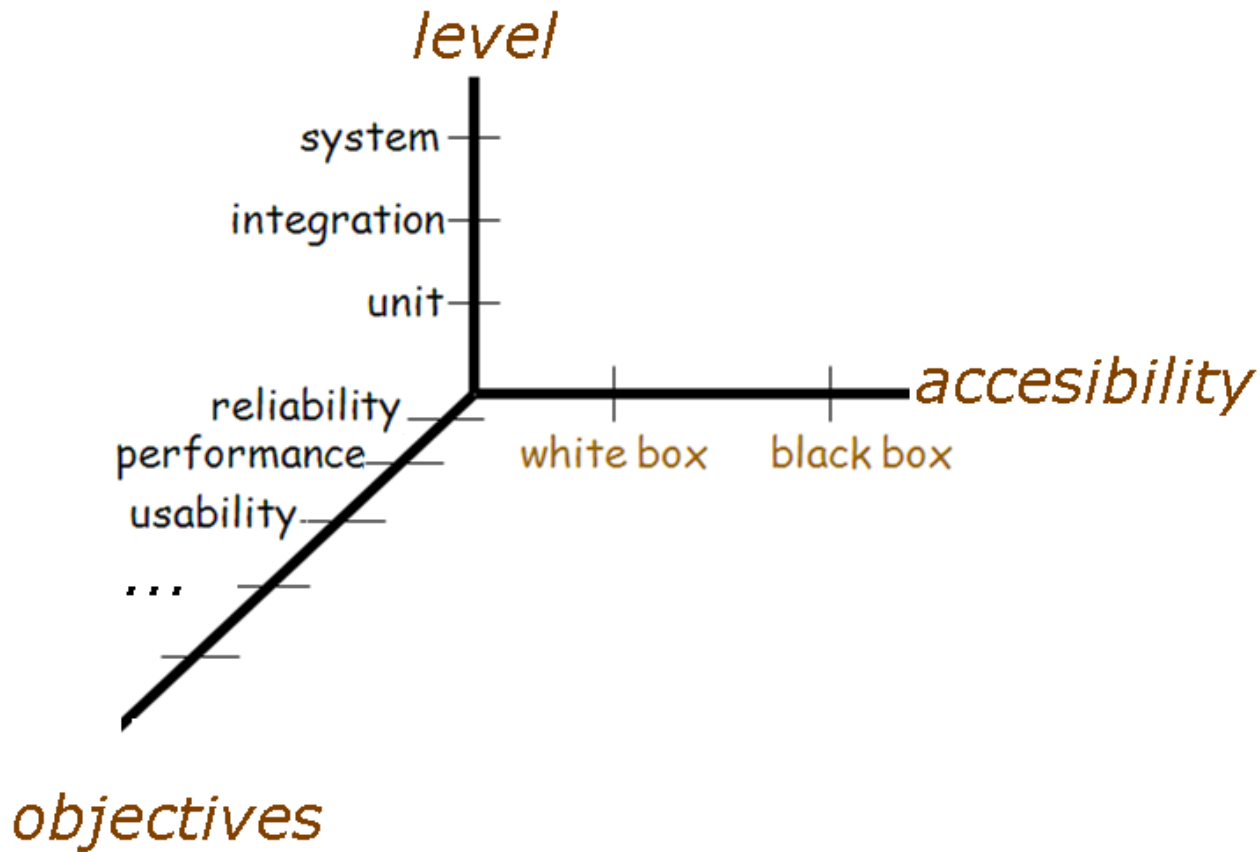 level
system
integration
unit
accesibility
reliability
performance
white box
black box
usability
...
objectives